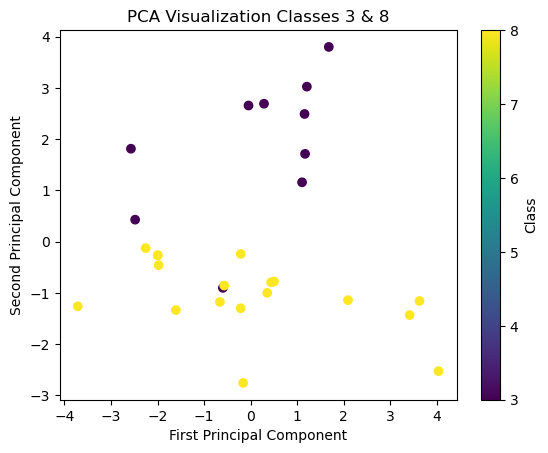 PCA Visualization Classes 3 & 8
Second Principal Component
4
3
2
1
0
−1
−2
−3
−4 −3 −2 −1 0 1 2 3 4
First Principal Component
8
7
6
5
4
3
Class